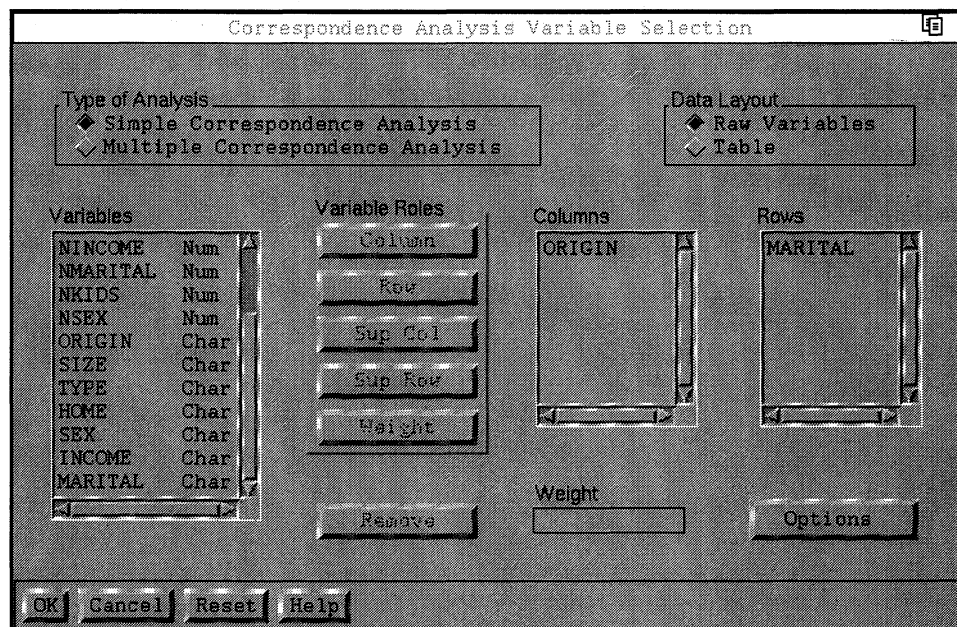 Correspondence Analysis Variable Selection
Type of Analysis
Simple Correspondence Analysis
Multiple Correspondence Analysis
Data Layout
Raw Variables
Table
Variables
NINCOME Num
NMARITAL Num
NKIDS Num
NSEX Num
ORIGIN Char
SIZE Char
TYPE Char
HOME Char
SEX Char
INCOME Char
MARITAL Char
Variable Roles
Column
Row
Sup Col
Sup Row
Weight
Remove
Columns
ORIGIN
Rows
MARITAL
Weight
Options
OK Cancel Reset Help